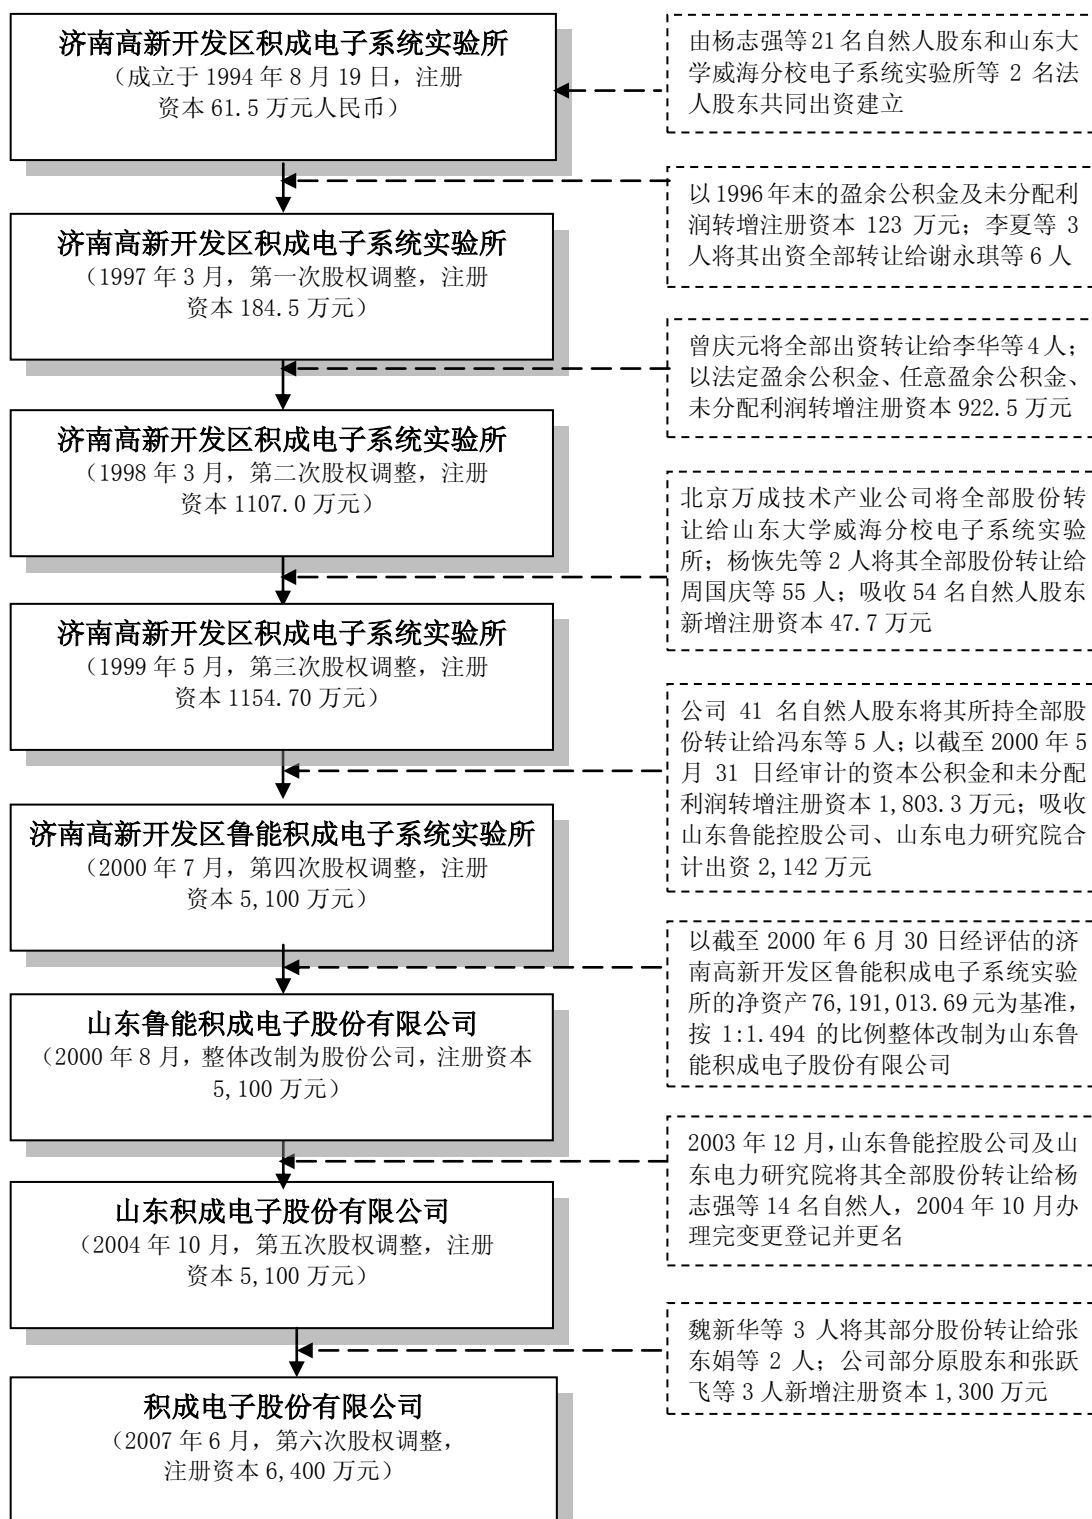 济南高新开发区积成电子系统实验所
（成立于 1994 年 8 月 19 日，注册
资本 61.5 万元人民币）
由杨志强等21名自然人股东和山东大
学威海分校电子系统实验所等 2 名法
人股东共同出资建立
以1996年末的盈余公积金及未分配利
润转增注册资本 123 万元；李夏等 3
人将其出资全部转让给谢永琪等6人
济南高新开发区积成电子系统实验所
（1997 年 3 月，第一次股权调整，注册
资本 184.5 万元）
曾庆元将全部出资转让给李华等4人；
以法定盈余公积金、任意盈余公积金、
未分配利润转增注册资本 922.5 万元
济南高新开发区积成电子系统实验所
（1998 年 3 月，第二次股权调整，注册
资本 1107.0 万元）
北京万成技术产业公司将全部股份转
让给山东大学威海分校电子系统实验
所；杨恢先等 2 人将其全部股份转让给
周国庆等 55 人；吸收 54 名自然人股东
新增注册资本 47.7 万元
济南高新开发区积成电子系统实验所
（1999 年 5 月，第三次股权调整，注册
资本 1154.70 万元）
公司 41 名自然人股东将其所持全部股
份转让给冯东等 5 人；以截至 2000 年 5
月 31 日经审计的资本公积金和未分配
利润转增注册资本 1,803.3 万元；吸收
山东鲁能控股公司、山东电力研究院合
计出资 2,142 万元
济南高新开发区鲁能积成电子系统实验所
（2000 年 7 月，第四次股权调整，注册
资本 5,100 万元）
以截至 2000 年 6 月 30 日经评估的济
南高新开发区鲁能积成电子系统实验
所的净资产 76,191,013.69 元为基准，
按 1:1.494 的比例整体改制为山东鲁
能积成电子股份有限公司
山东鲁能积成电子股份有限公司
（2000 年 8 月，整体改制为股份公司，注册资本
5,100 万元）
2003 年 12 月，山东鲁能控股公司及山
东电力研究院将其全部股份转让给杨
志强等 14 名自然人，2004 年 10 月办
理完变更登记并更名
山东积成电子股份有限公司
（2004 年 10 月，第五次股权调整，注册
资本 5,100 万元）
魏新华等 3 人将其部分股份转让给张
东娟等 2 人；公司部分原股东和张跃
飞等 3 人新增注册资本 1,300 万元
积成电子股份有限公司
（2007 年 6 月，第六次股权调整，
注册资本 6,400 万元）